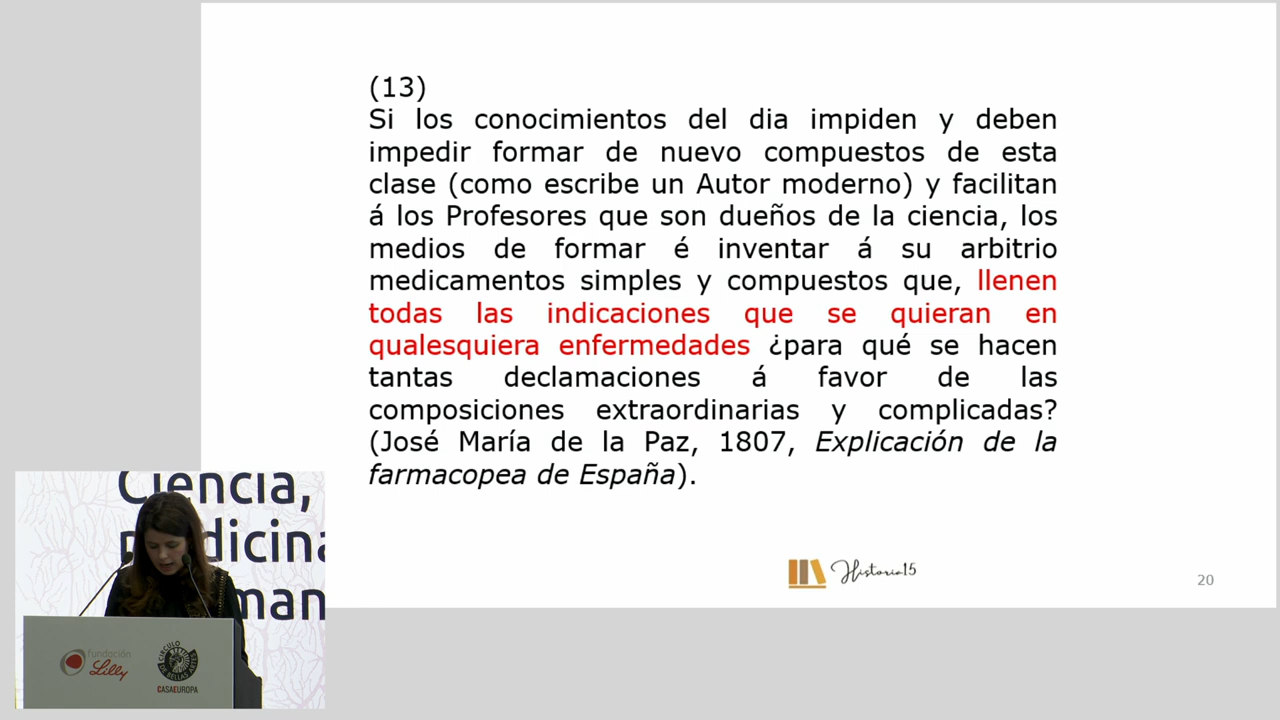 (13)
Si los conocimientos del dia impiden y deben
impedir formar de nuevo compuestos de esta
clase (como escribe un Autor moderno) y facilitan
á los Profesores que son dueños de la ciencia, los
medios de formar é inventar á su arbitrio
medicamentos simples y compuestos que, llenen
todas las indicaciones que se quieran en
qualesquiera enfermedades ¿para qué se hacen
tantas declamaciones á favor de las
composiciones extraordinarias y complicadas?
(José María de la Paz, 1807, Explicación de la
farmacopea de España).
Historia15
20
Ciencia,
dicina
man
fundación
Lilly
CÍRCULO
DE BELLAS ARTES
CASAEUROPA